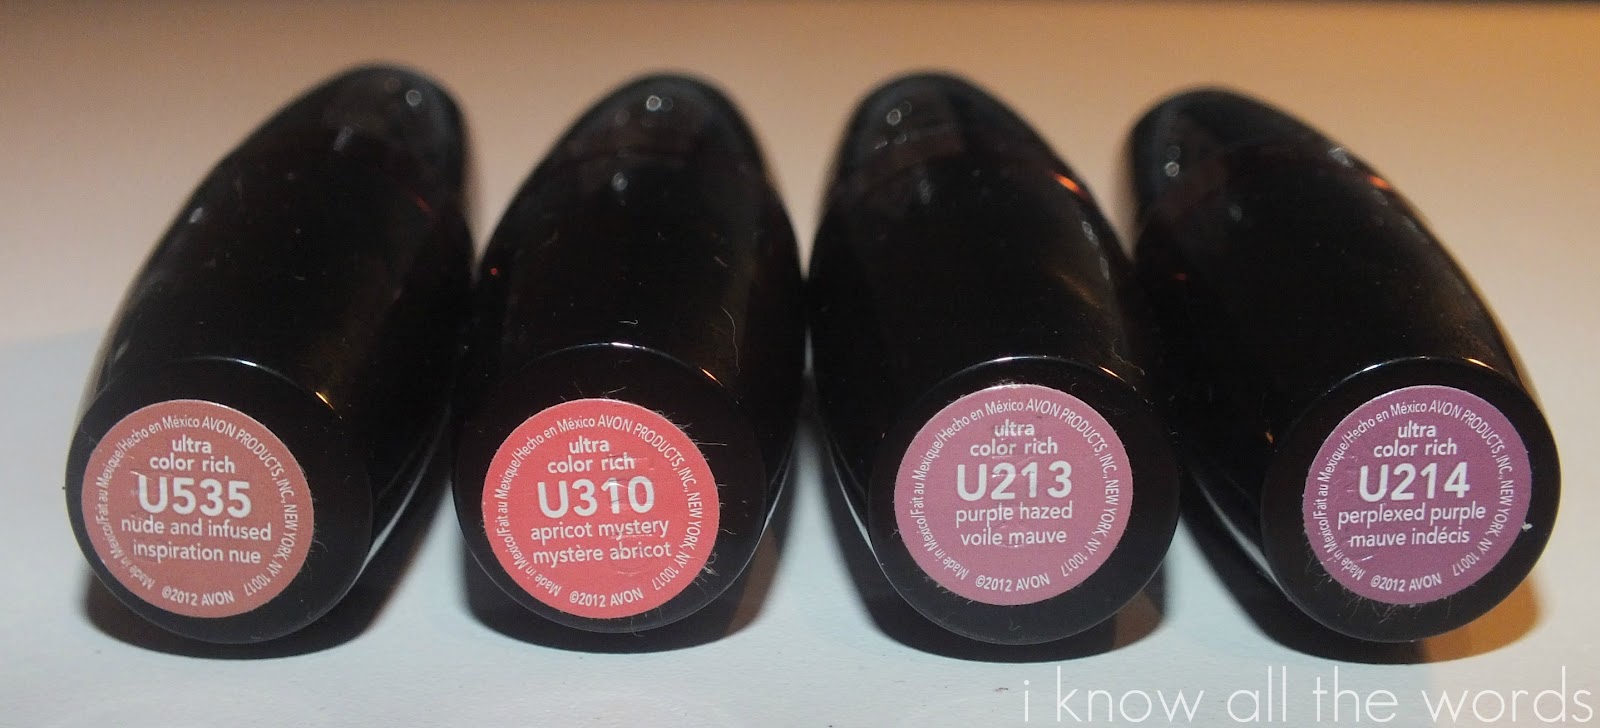 Made in Mexico/Fait au Mexique/Hecho en México AVON PRODUCTS, INC., NEW YORK, NY 10017
ultra
color rich
U535
nude and infused
inspiration nue
©2012 AVON
Made in Mexico/Fait au Mexique/Hecho en México AVON PRODUCTS, INC., NEW YORK, NY 10017
ultra
color rich
U310
apricot mystery
mystère abricot
©2012 AVON
Made in Mexico/Fait au Mexique/Hecho en México AVON PRODUCTS, INC., NEW YORK, NY 10017
ultra
color rich
U213
purple hazed
voile mauve
©2012 AVON
Made in Mexico/Fait au Mexique/Hecho en México AVON PRODUCTS, INC., NEW YORK, NY 10017
ultra
color rich
U214
perplexed purple
mauve indécis
©2012 AVON
i know all the words